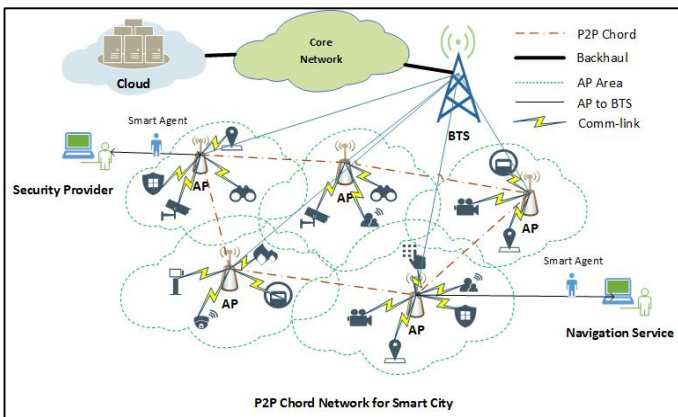 Core
Network
Cloud
P2P Chord
Backhaul
AP Area
AP to BTS
Comm-link
BTS
Smart Agent
Security Provider
AP
AP
AP
Smart Agent
AP
AP
Navigation Service
P2P Chord Network for Smart City